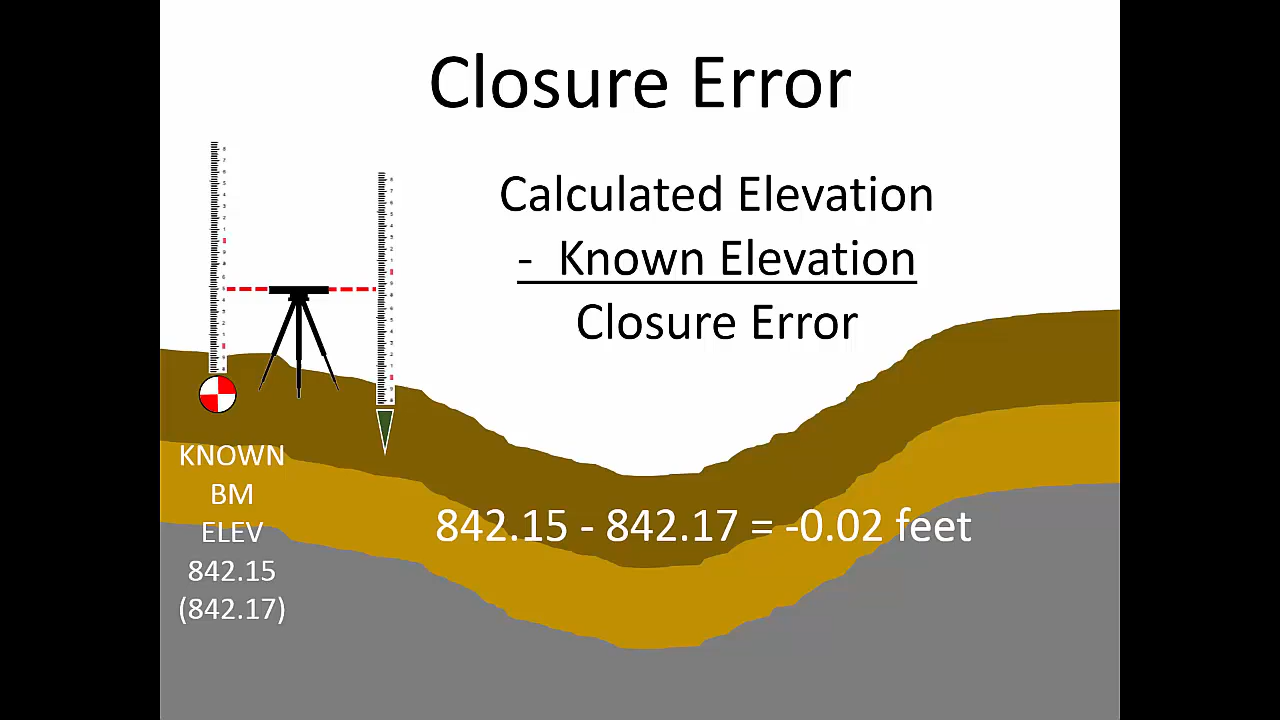 Closure Error
Calculated Elevation
- Known Elevation
Closure Error
KNOWN
BM
ELEV
842.15
(842.17)
842.15 - 842.17 = -0.02 feet